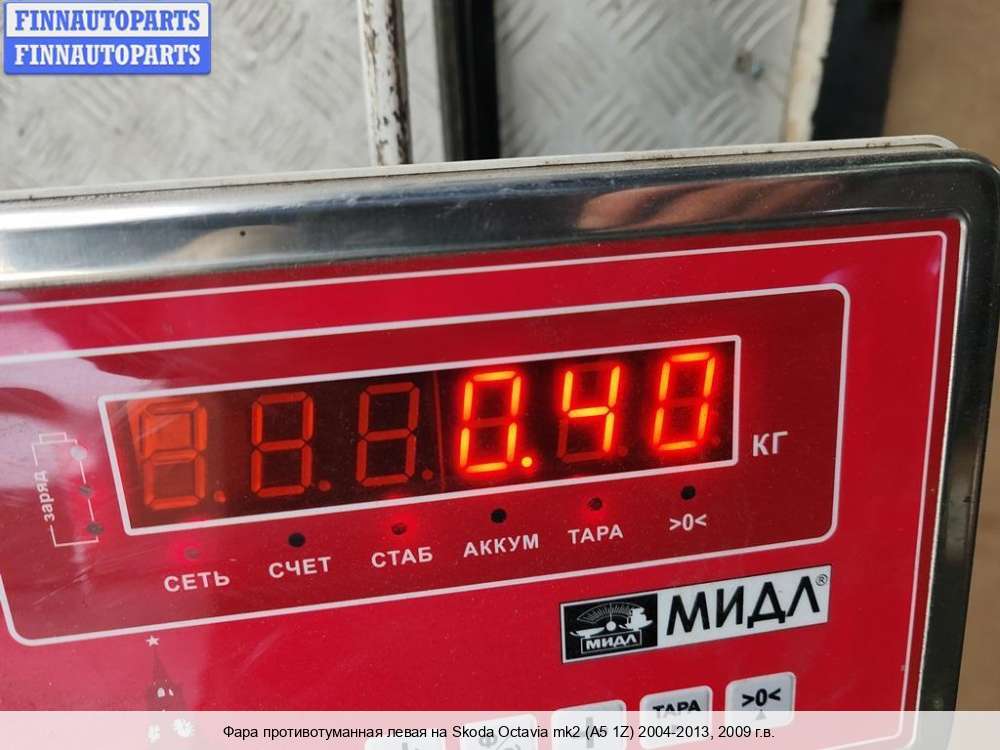 FINNAUTOPARTS
FINNAUTOPARTS
0.40
КГ
заряд
СЕТЬ
СЧЕТ
СТАБ
АККУМ
ТАРА
>0<
МИДЛ
МИДЛ®
ТАРА
>0<
Фара противотуманная левая на Skoda Octavia mk2 (A5 1Z) 2004-2013, 2009 г.в.